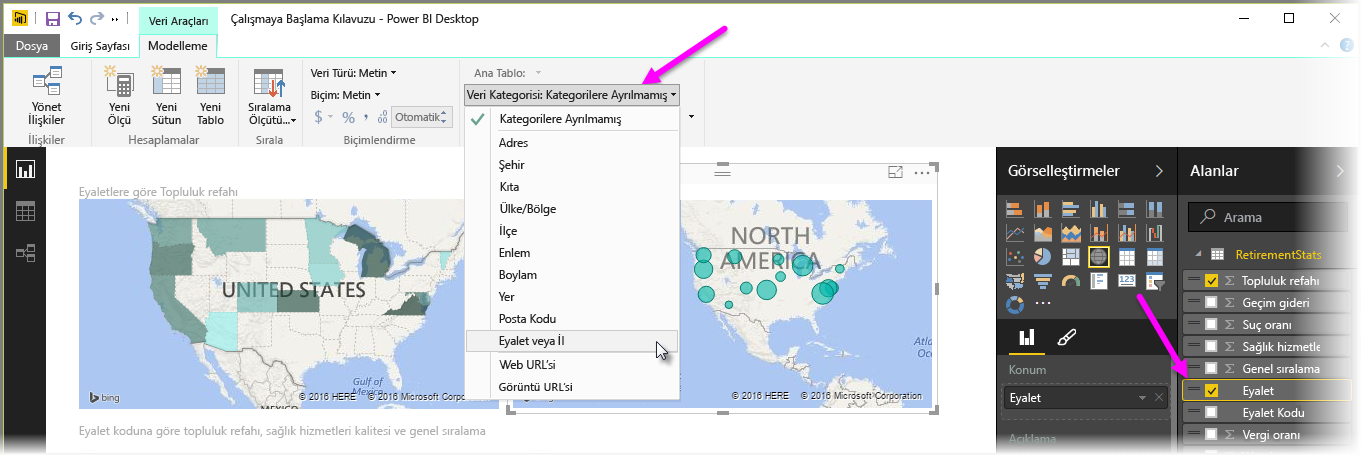 Veri Araçları
Çalışmaya Başlama Kılavuzu - Power BI Desktop
Dosya
Giriş Sayfası
Modelleme
Yönet İlişkiler
İlişkiler
Yeni Ölçü
Yeni Sütun
Yeni Tablo
Hesaplamalar
Sıralama Ölçütü...
Sırala
Veri Türü: Metin
Biçim: Metin
$ % , .0 .00
Otomatik
Biçimlendirme
Ana Tablo:
Veri Kategorisi: Kategorilere Ayrılmamış
Kategorilere Ayrılmamış
Adres
Şehir
Kıta
Ülke/Bölge
İlçe
Enlem
Boylam
Yer
Posta Kodu
Eyalet veya İl
Web URL'si
Görüntü URL'si
Eyaletlere göre Topluluk refahı
UNITED STATES
Gulf of Mexico
MEXICO
bing
© 2016 HERE © 2016 Microsoft Corporation
NORTH AMERICA
Atla
Oce
© 2016 HERE © 2016 Microsoft Corporation
Eyalet koduna göre topluluk refahı, sağlık hizmetleri kalitesi ve genel sıralama
Görselleştirmeler
123
Konum
Eyalet
Açıklama
Alanlar
Arama
RetirementStats
Topluluk refahı
Geçim gideri
Suç oranı
Sağlık hizmetle
Genel sıralama
Eyalet
Eyalet Kodu
Vergi oranı